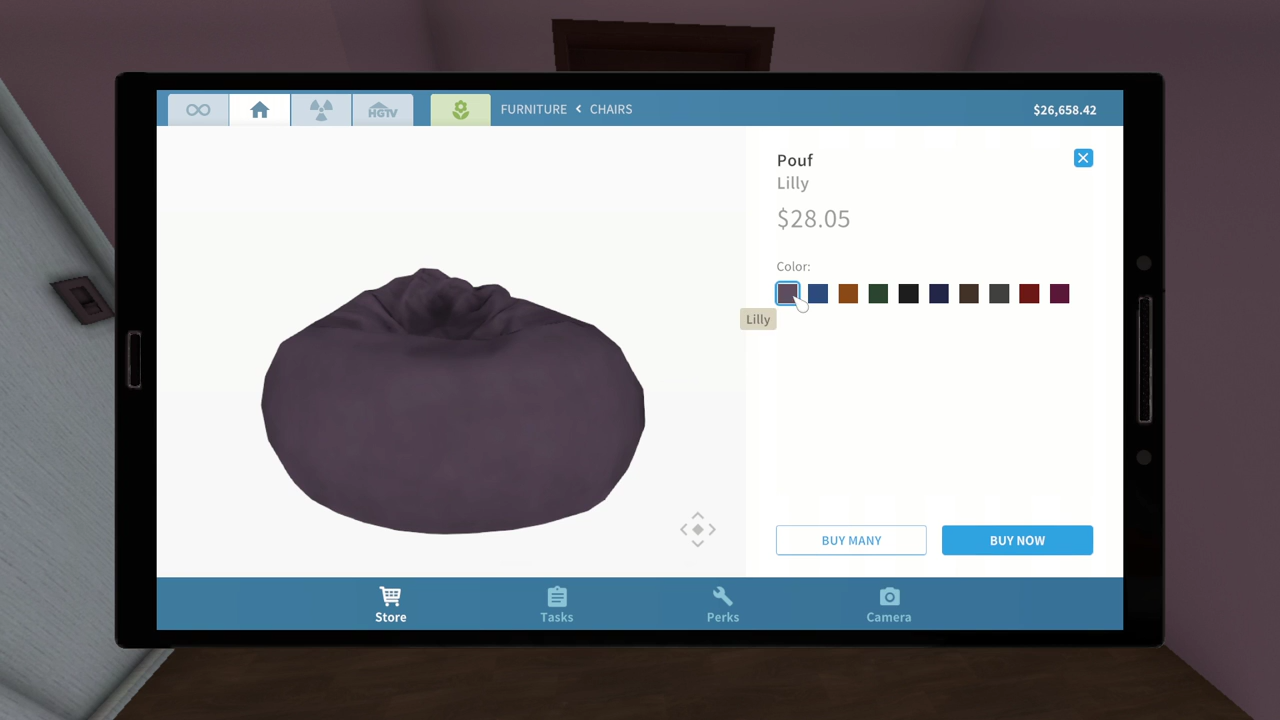 HGTV
FURNITURE < CHAIRS
$26,658.42
Pouf
Lilly
$28.05
Color:
Lilly
BUY MANY
BUY NOW
Store
Tasks
Perks
Camera